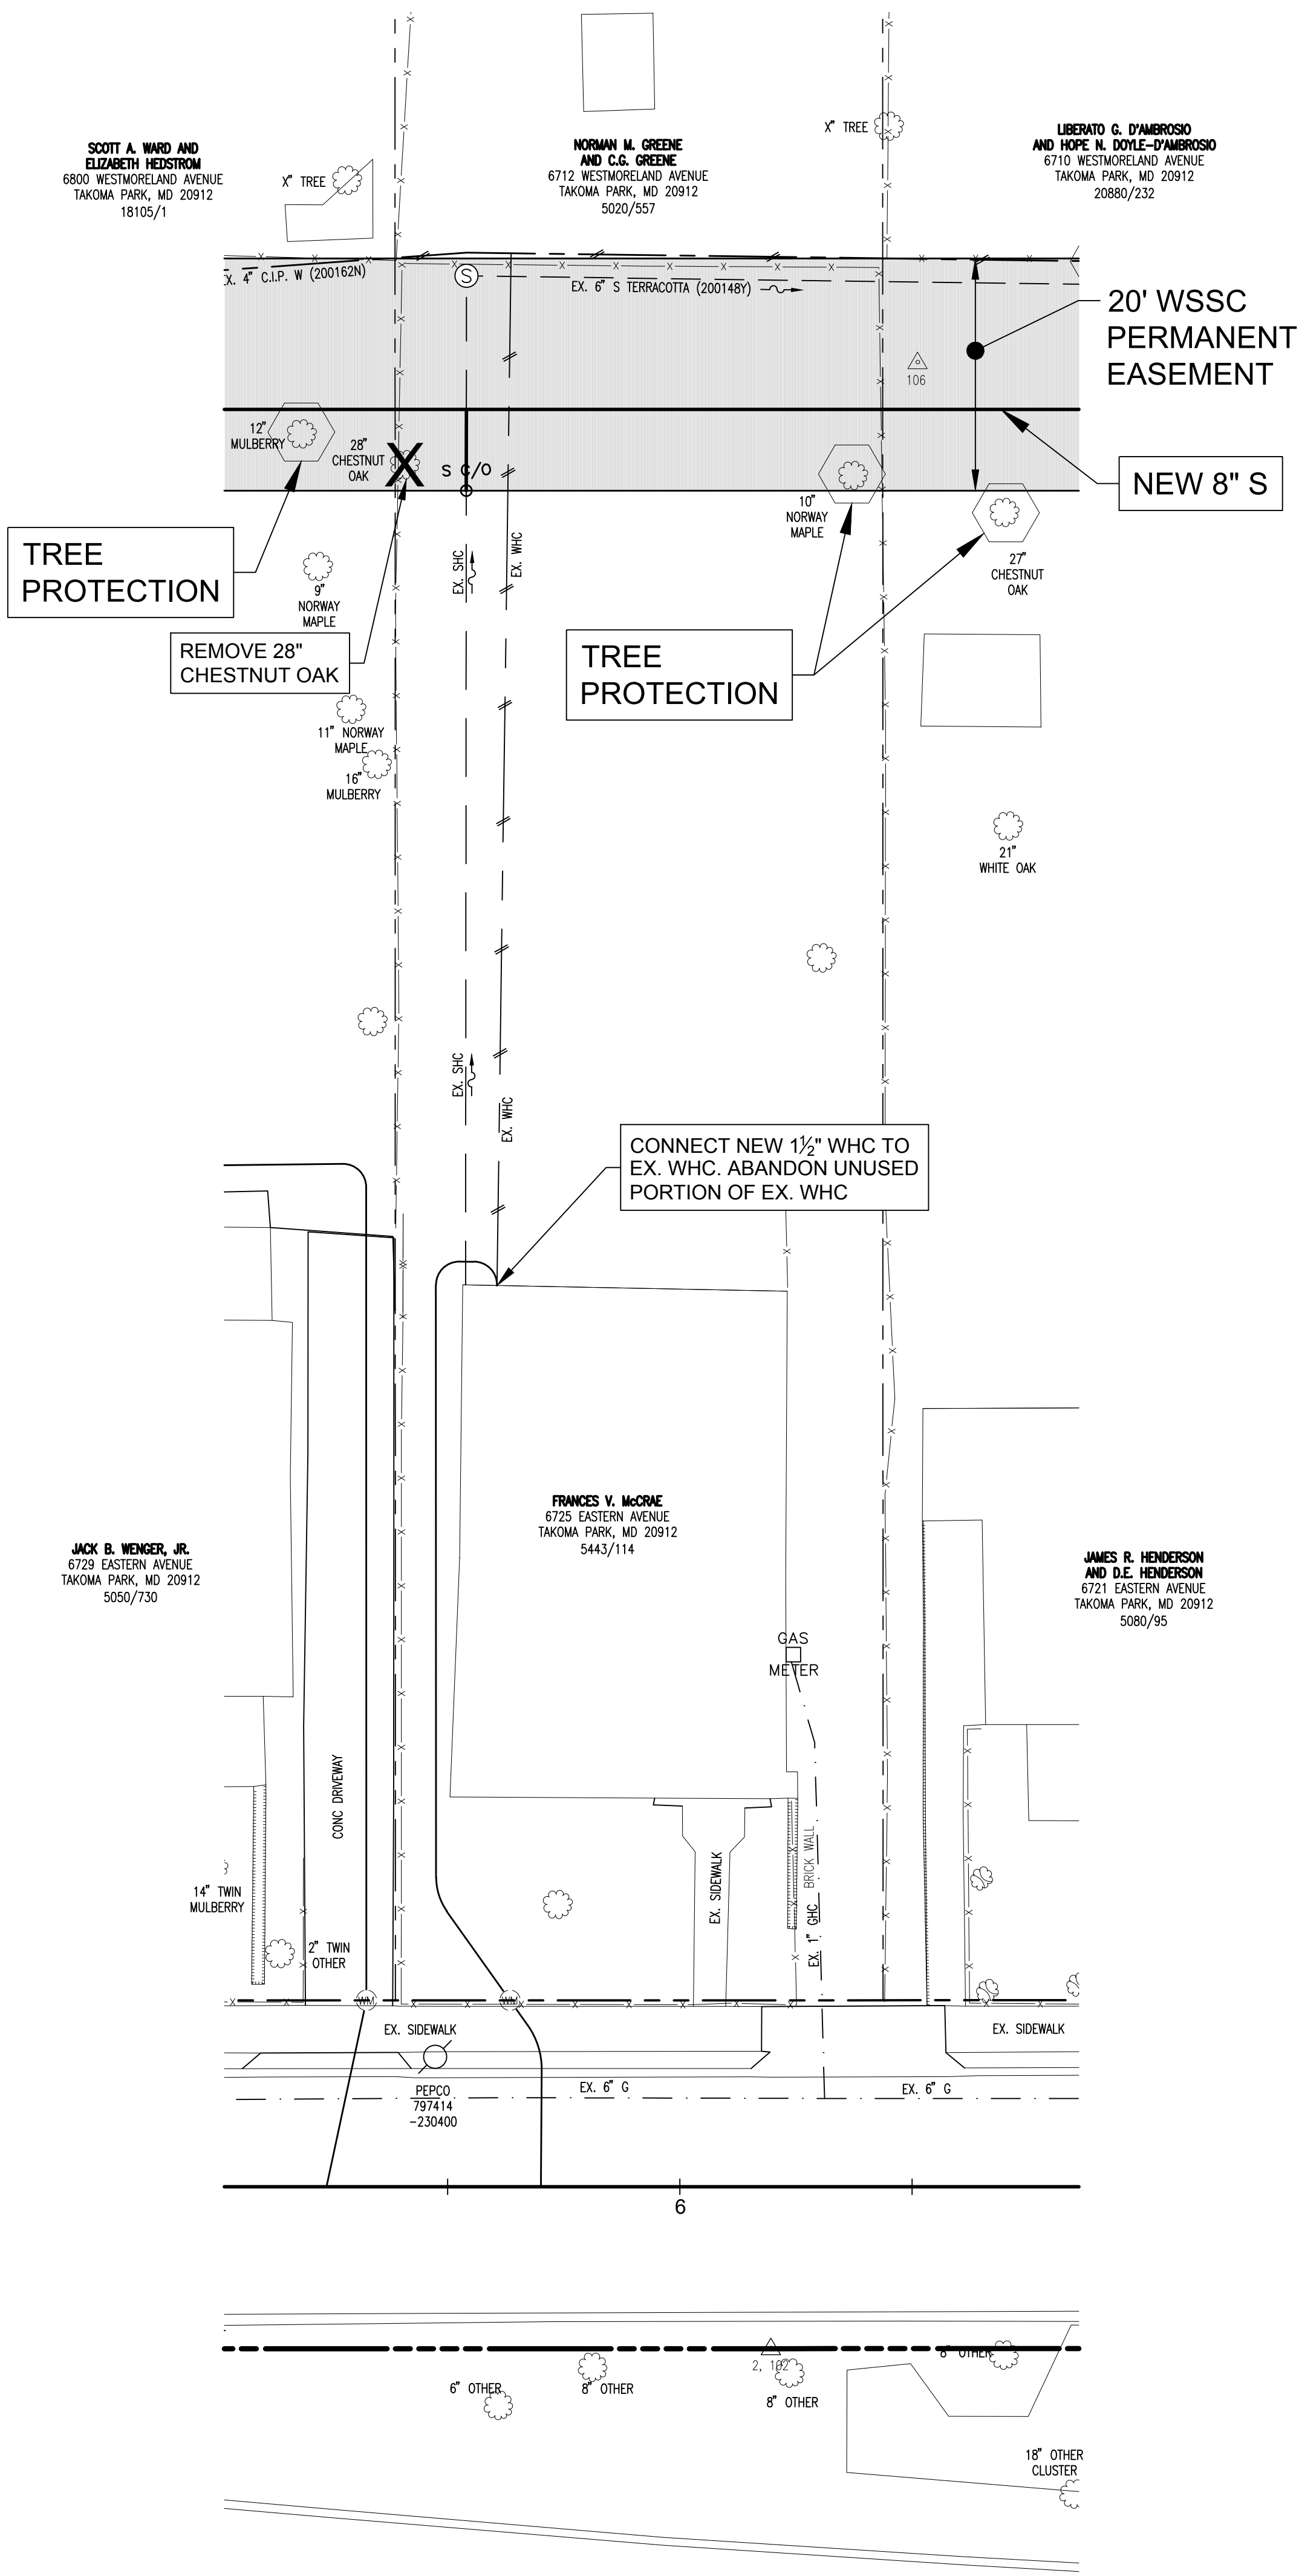 SCOTT A. WARD AND
ELIZABETH HEDSTROM
6800 WESTMORELAND AVENUE
TAKOMA PARK, MD 20912
18105/1
X" TREE
NORMAN M. GREENE
AND C.G. GREENE
6712 WESTMORELAND AVENUE
TAKOMA PARK, MD 20912
5020/557
X" TREE
LIBERATO G. D'AMBROSIO
AND HOPE N. DOYLE-D'AMBROSIO
6710 WESTMORELAND AVENUE
TAKOMA PARK, MD 20912
20880/232
EX. 4" C.I.P. W (200162N)
S
EX. 6" S TERRACOTTA (200148Y)
20' WSSC
PERMANENT
EASEMENT
106
12"
MULBERRY
28"
CHESTNUT
OAK
S C/O
10"
NORWAY
MAPLE
NEW 8" S
27"
CHESTNUT
OAK
TREE
PROTECTION
9"
NORWAY
MAPLE
EX. SHC
EX. WHC
REMOVE 28"
CHESTNUT OAK
TREE
PROTECTION
11" NORWAY
MAPLE
16"
MULBERRY
21"
WHITE OAK
EX. SHC
EX. WHC
CONNECT NEW 1½" WHC TO
EX. WHC. ABANDON UNUSED
PORTION OF EX. WHC
JACK B. WENGER, JR.
6729 EASTERN AVENUE
TAKOMA PARK, MD 20912
5050/730
FRANCES V. McCRAE
6725 EASTERN AVENUE
TAKOMA PARK, MD 20912
5443/114
JAMES R. HENDERSON
AND D.E. HENDERSON
6721 EASTERN AVENUE
TAKOMA PARK, MD 20912
5080/95
GAS
METER
CONC DRIVEWAY
14" TWIN
MULBERRY
2" TWIN
OTHER
EX. SIDEWALK
BRICK WALL
EX. 1" GHC
WM
WM
EX. SIDEWALK
EX. SIDEWALK
PEPCO
797414
-230400
EX. 6" G
EX. 6" G
6
2, 102
8" OTHER
6" OTHER
8" OTHER
8" OTHER
18" OTHER
CLUSTER